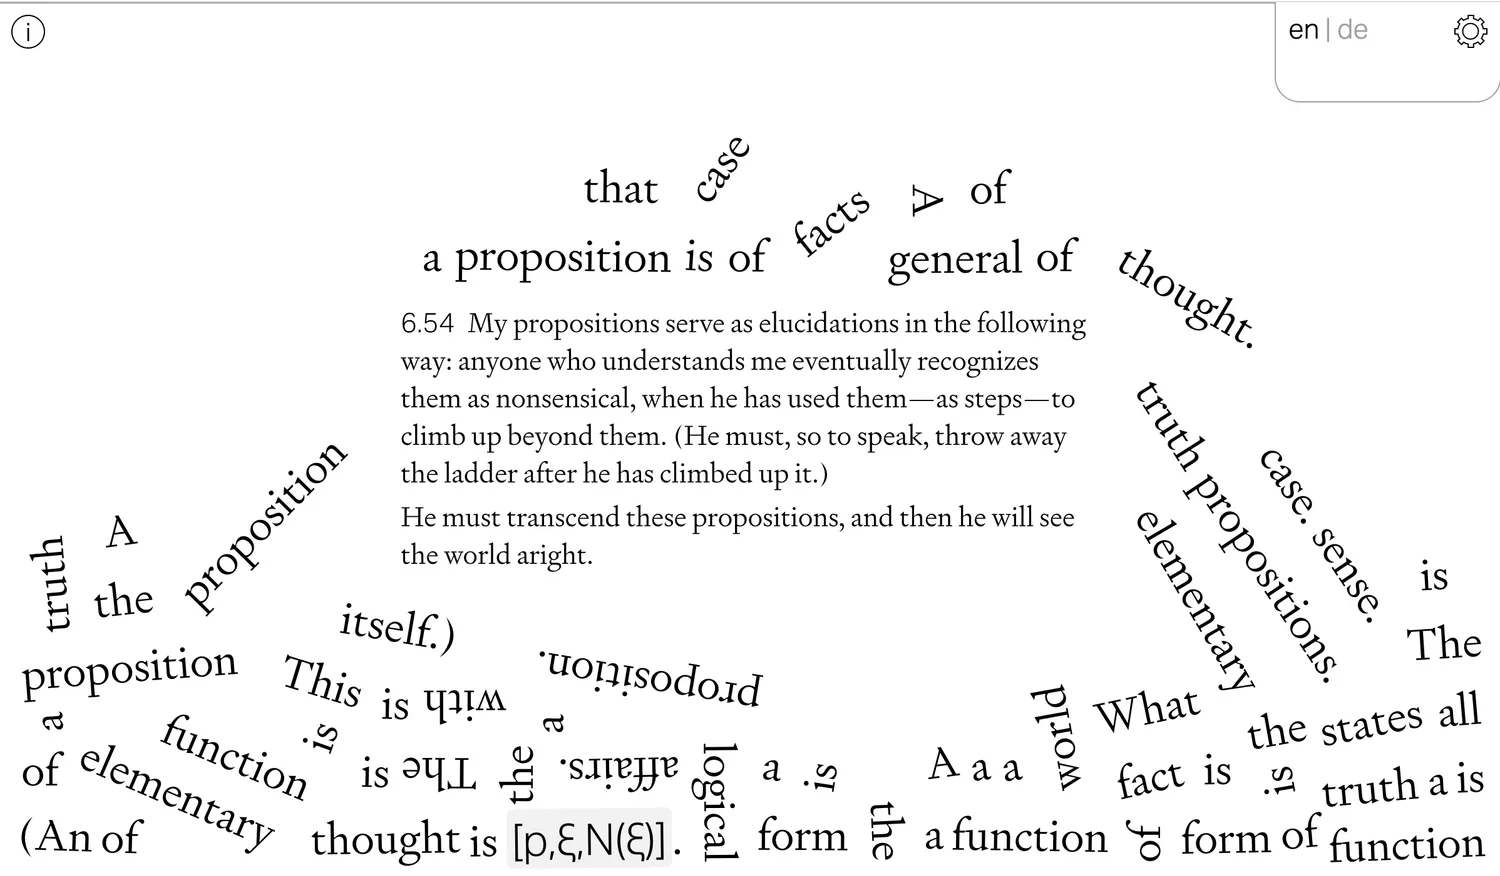 i
en | de
case
that
A
of
facts
a proposition is of
general of
thought.
6.54 My propositions serve as elucidations in the following
way: anyone who understands me eventually recognizes
them as nonsensical, when he has used them—as steps—to
climb up beyond them. (He must, so to speak, throw away
the ladder after he has climbed up it.)
He must transcend these propositions, and then he will see
the world aright.
truth propositions.
case. sense.
elementary
proposition
truth
A
the
is
The
itself.)
proposition
This
is
with
proposition.
world
What
the
states all
a
function
is.
a
of
elementary
is
The
the
affairs.
logical
a
is.
A a a
fact is
is.
truth a is
(An of
thought is
[p,ξ,N(ξ)].
form
the
a function
of
form of
function